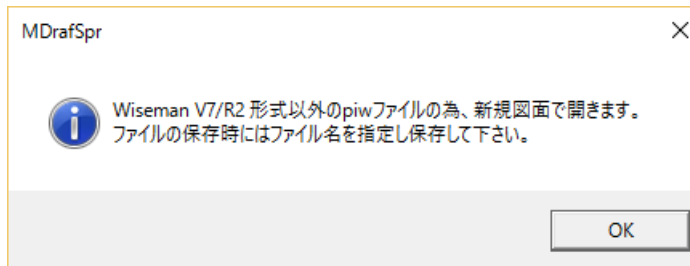 MDrafSpr
Wiseman V7/R2 形式以外のpiwファイルの為、新規図面で開きます。
ファイルの保存時にはファイル名を指定し保存して下さい。
OK